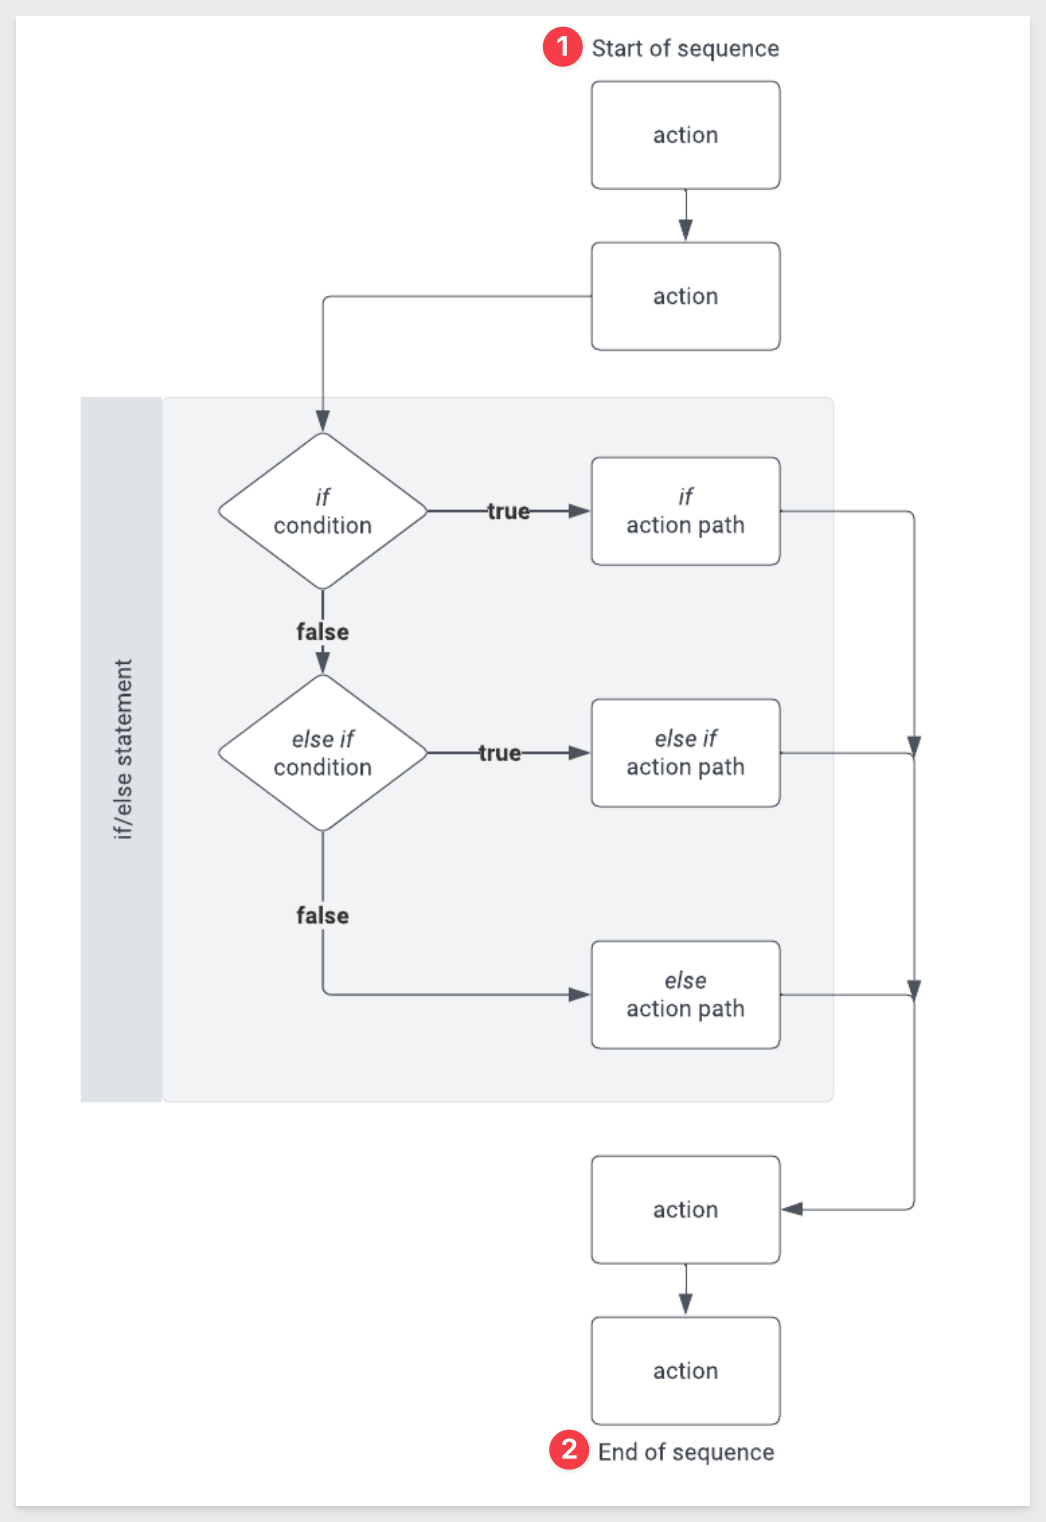 1 Start of sequence
action
action
if
condition
true
if
action path
false
else if
condition
true
else if
action path
false
else
action path
if/else statement
action
action
2 End of sequence